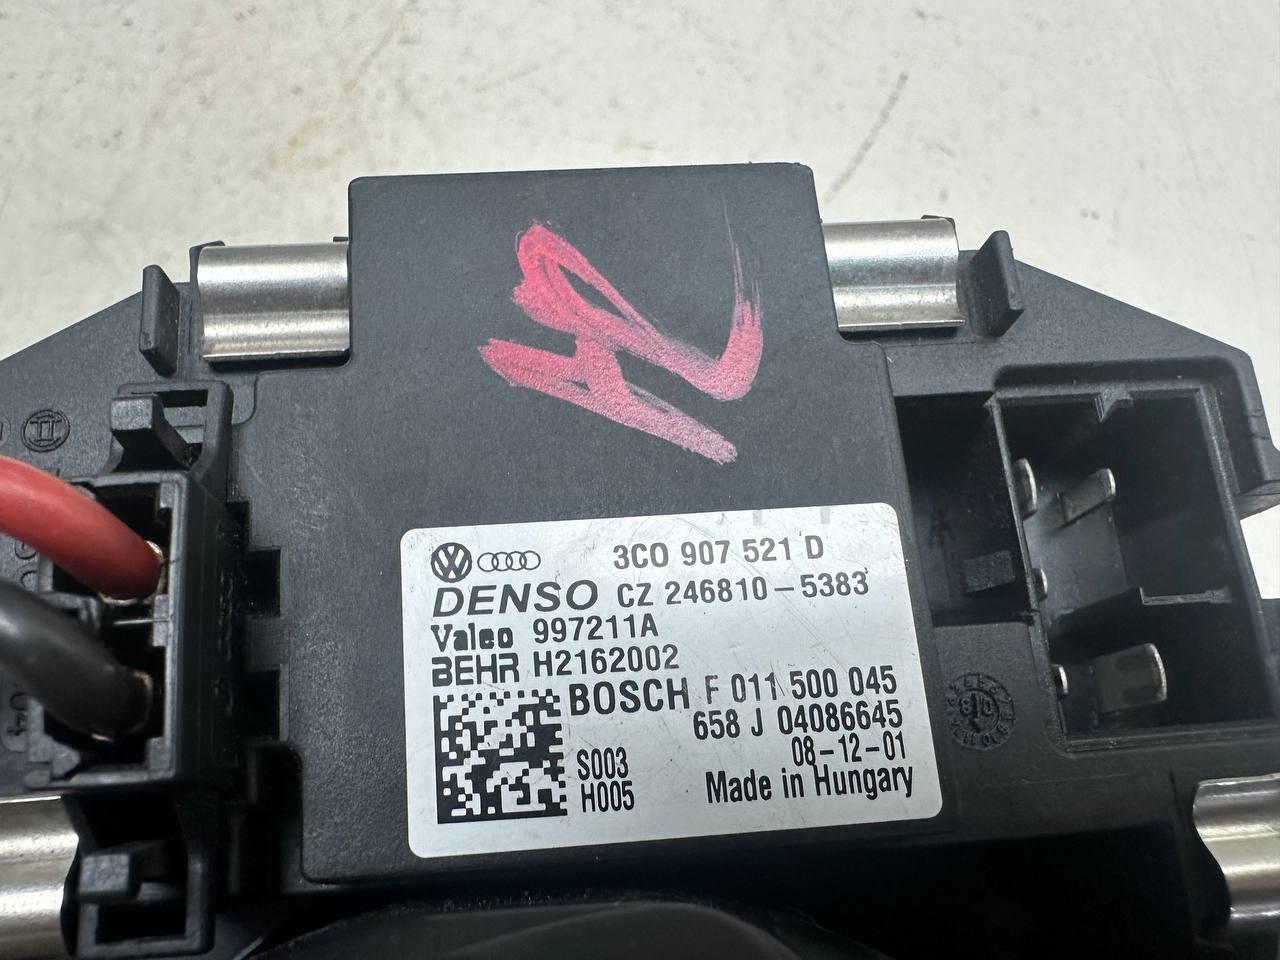 3C0 907 521 D
DENSO CZ 246810-5383
Valeo 997211A
BEHR H2162002
BOSCH F 011 500 045
658 J 04086645
08-12-01
S003
H005
Made in Hungary